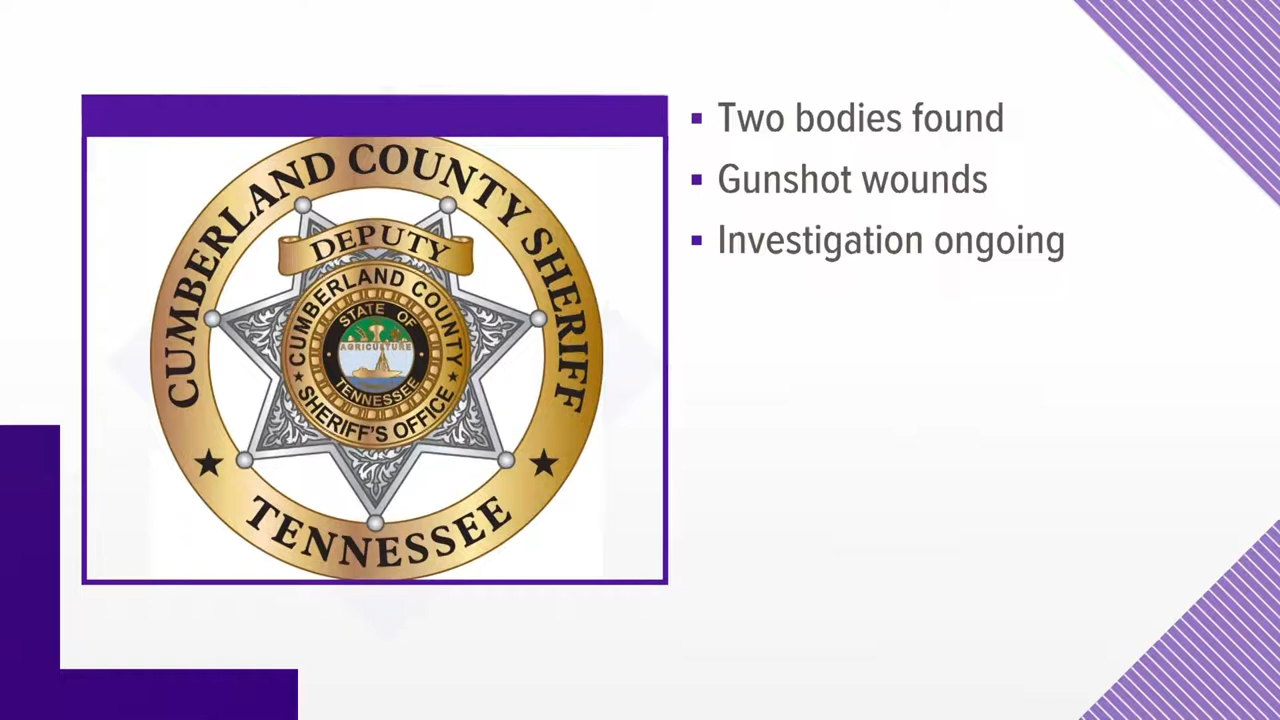 CUMBERLAND COUNTY SHERIFF
DEPUTY
CUMBERLAND COUNTY
STATE OF
AGRICULTURE
TENNESSEE
SHERIFF'S OFFICE
TENNESSEE
Two bodies found
Gunshot wounds
Investigation ongoing